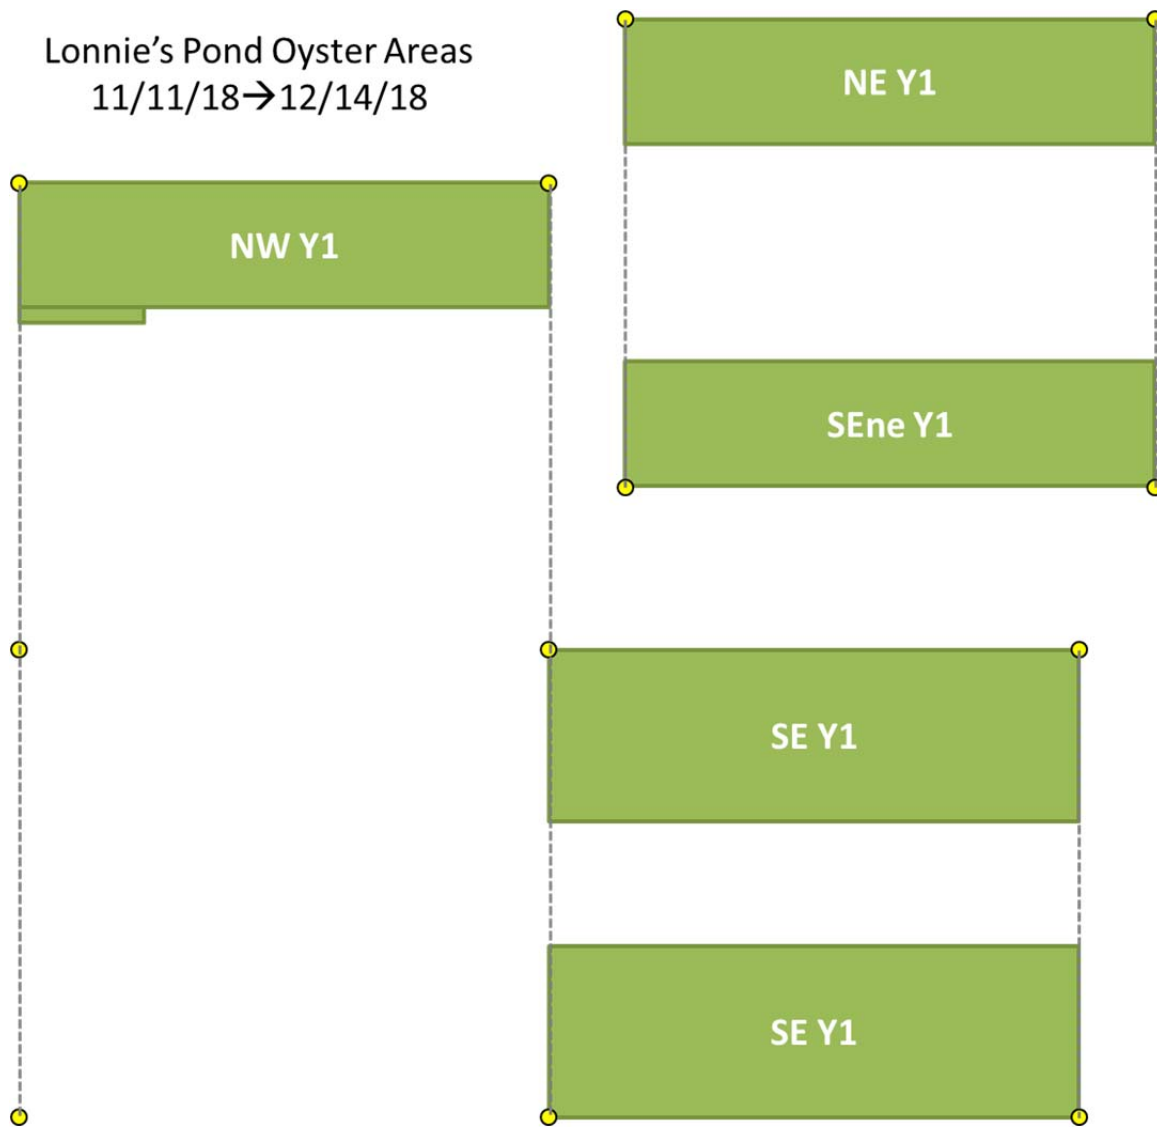 Lonnie’s Pond Oyster Areas
11/11/18→12/14/18
NE Y1
NW Y1
SEne Y1
SE Y1
SE Y1